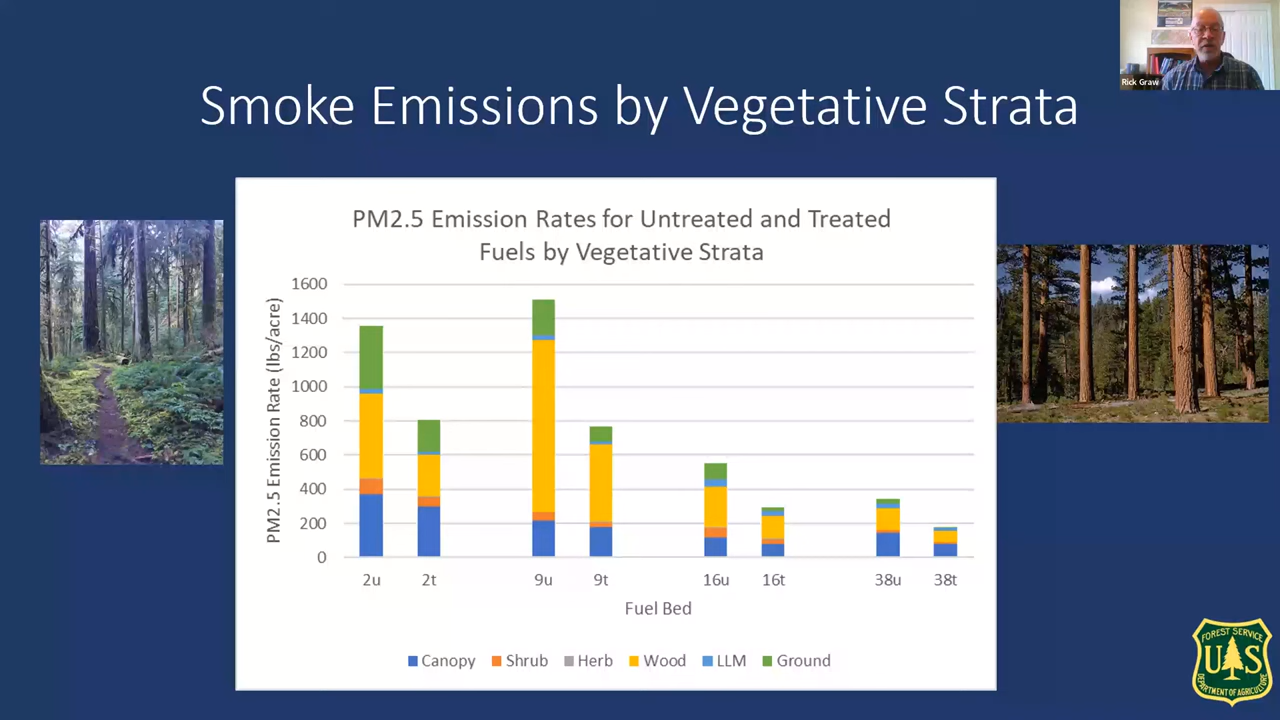 Rick Graw
Smoke Emissions by Vegetative Strata
PM2.5 Emission Rates for Untreated and Treated
Fuels by Vegetative Strata
PM2.5 Emission Rate (lbs/acre)
1600
1400
1200
1000
800
600
400
200
0
2u 2t 9u 9t 16u 16t 38u 38t
Fuel Bed
Canopy Shrub Herb Wood LLM Ground
FOREST SERVICE
U S
DEPARTMENT OF AGRICULTURE